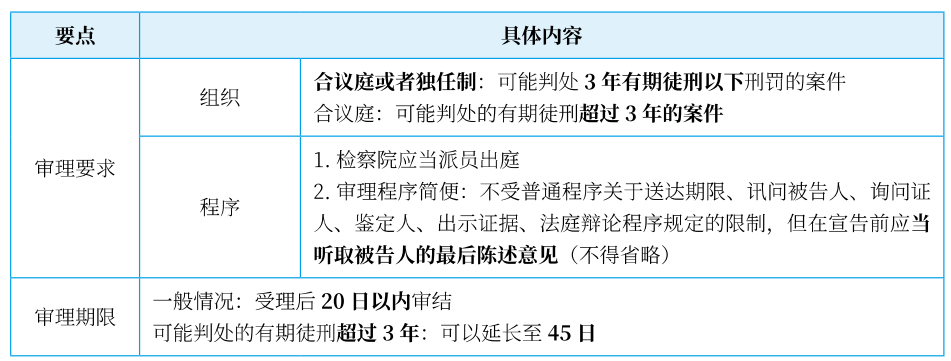 要点
具体内容
审理要求
组织
合议庭或者独任制：可能判处 3 年有期徒刑以下刑罚的案件
合议庭：可能判处的有期徒刑超过 3 年的案件
程序
1. 检察院应当派员出庭
2. 审理程序简便：不受普通程序关于送达期限、讯问被告人、询问证
人、鉴定人、出示证据、法庭辩论程序规定的限制，但在宣告前应当
听取被告人的最后陈述意见（不得省略）
审理期限
一般情况：受理后 20 日以内审结
可能判处的有期徒刑超过 3 年：可以延长至 45 日